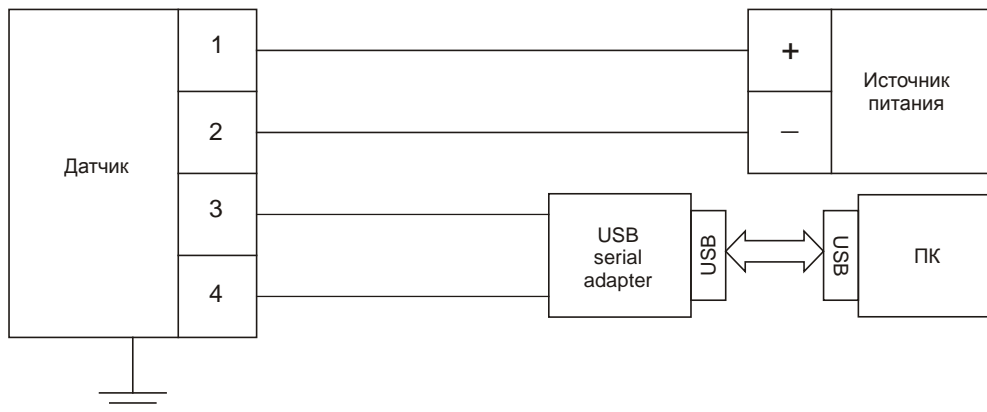 Датчик
1
2
3
4
+
–
Источник
питания
USB
serial
adapter
USB
USB
ПК